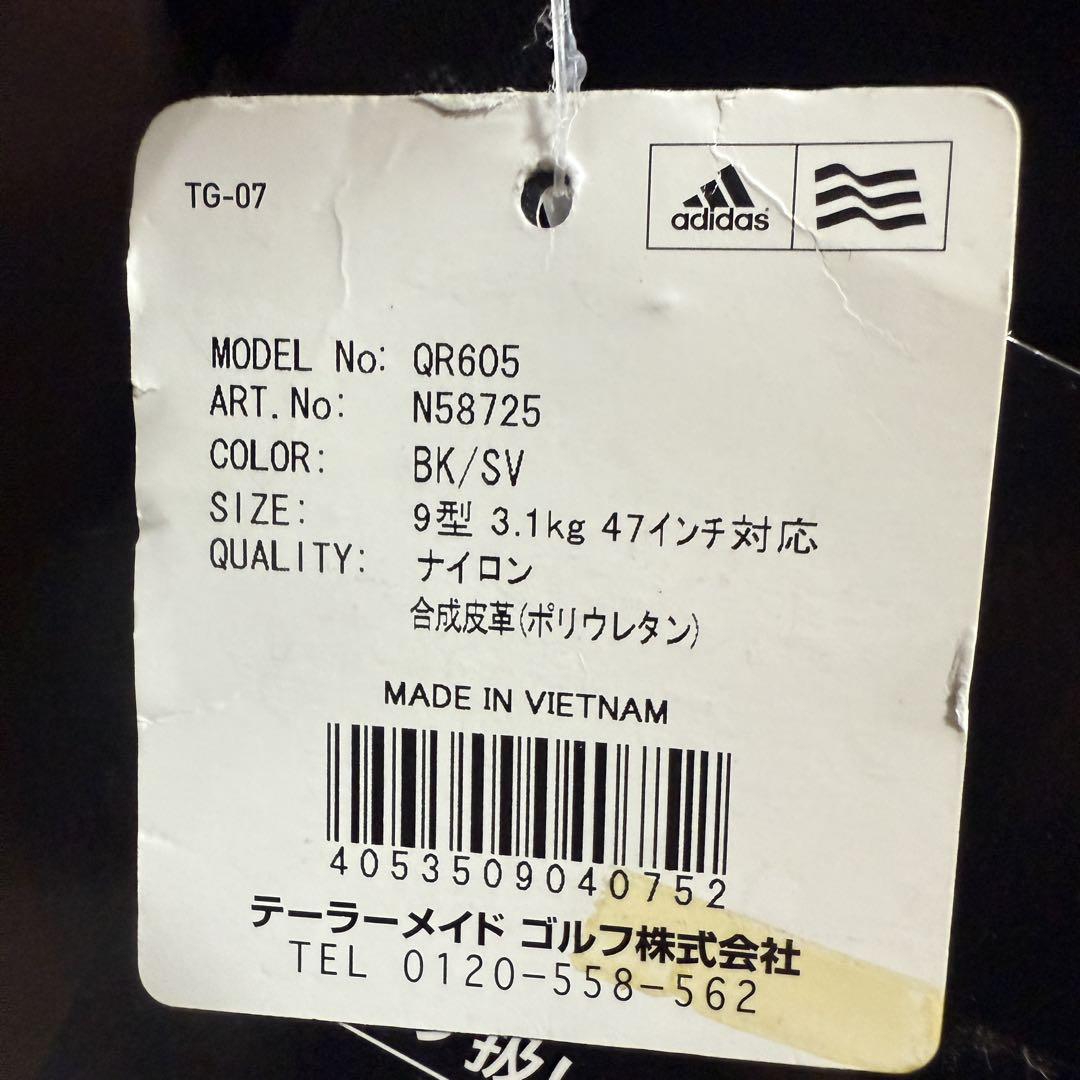 TG-07
adidas
MODEL No: QR605
ART.No: N58725
COLOR: BK/SV
SIZE: 9型 3.1kg 47インチ対応
QUALITY: ナイロン
合成皮革(ポリウレタン)
MADE IN VIETNAM
4053509040752
テーラーメイド ゴルフ株式会社
TEL 0120-558-562
扱い